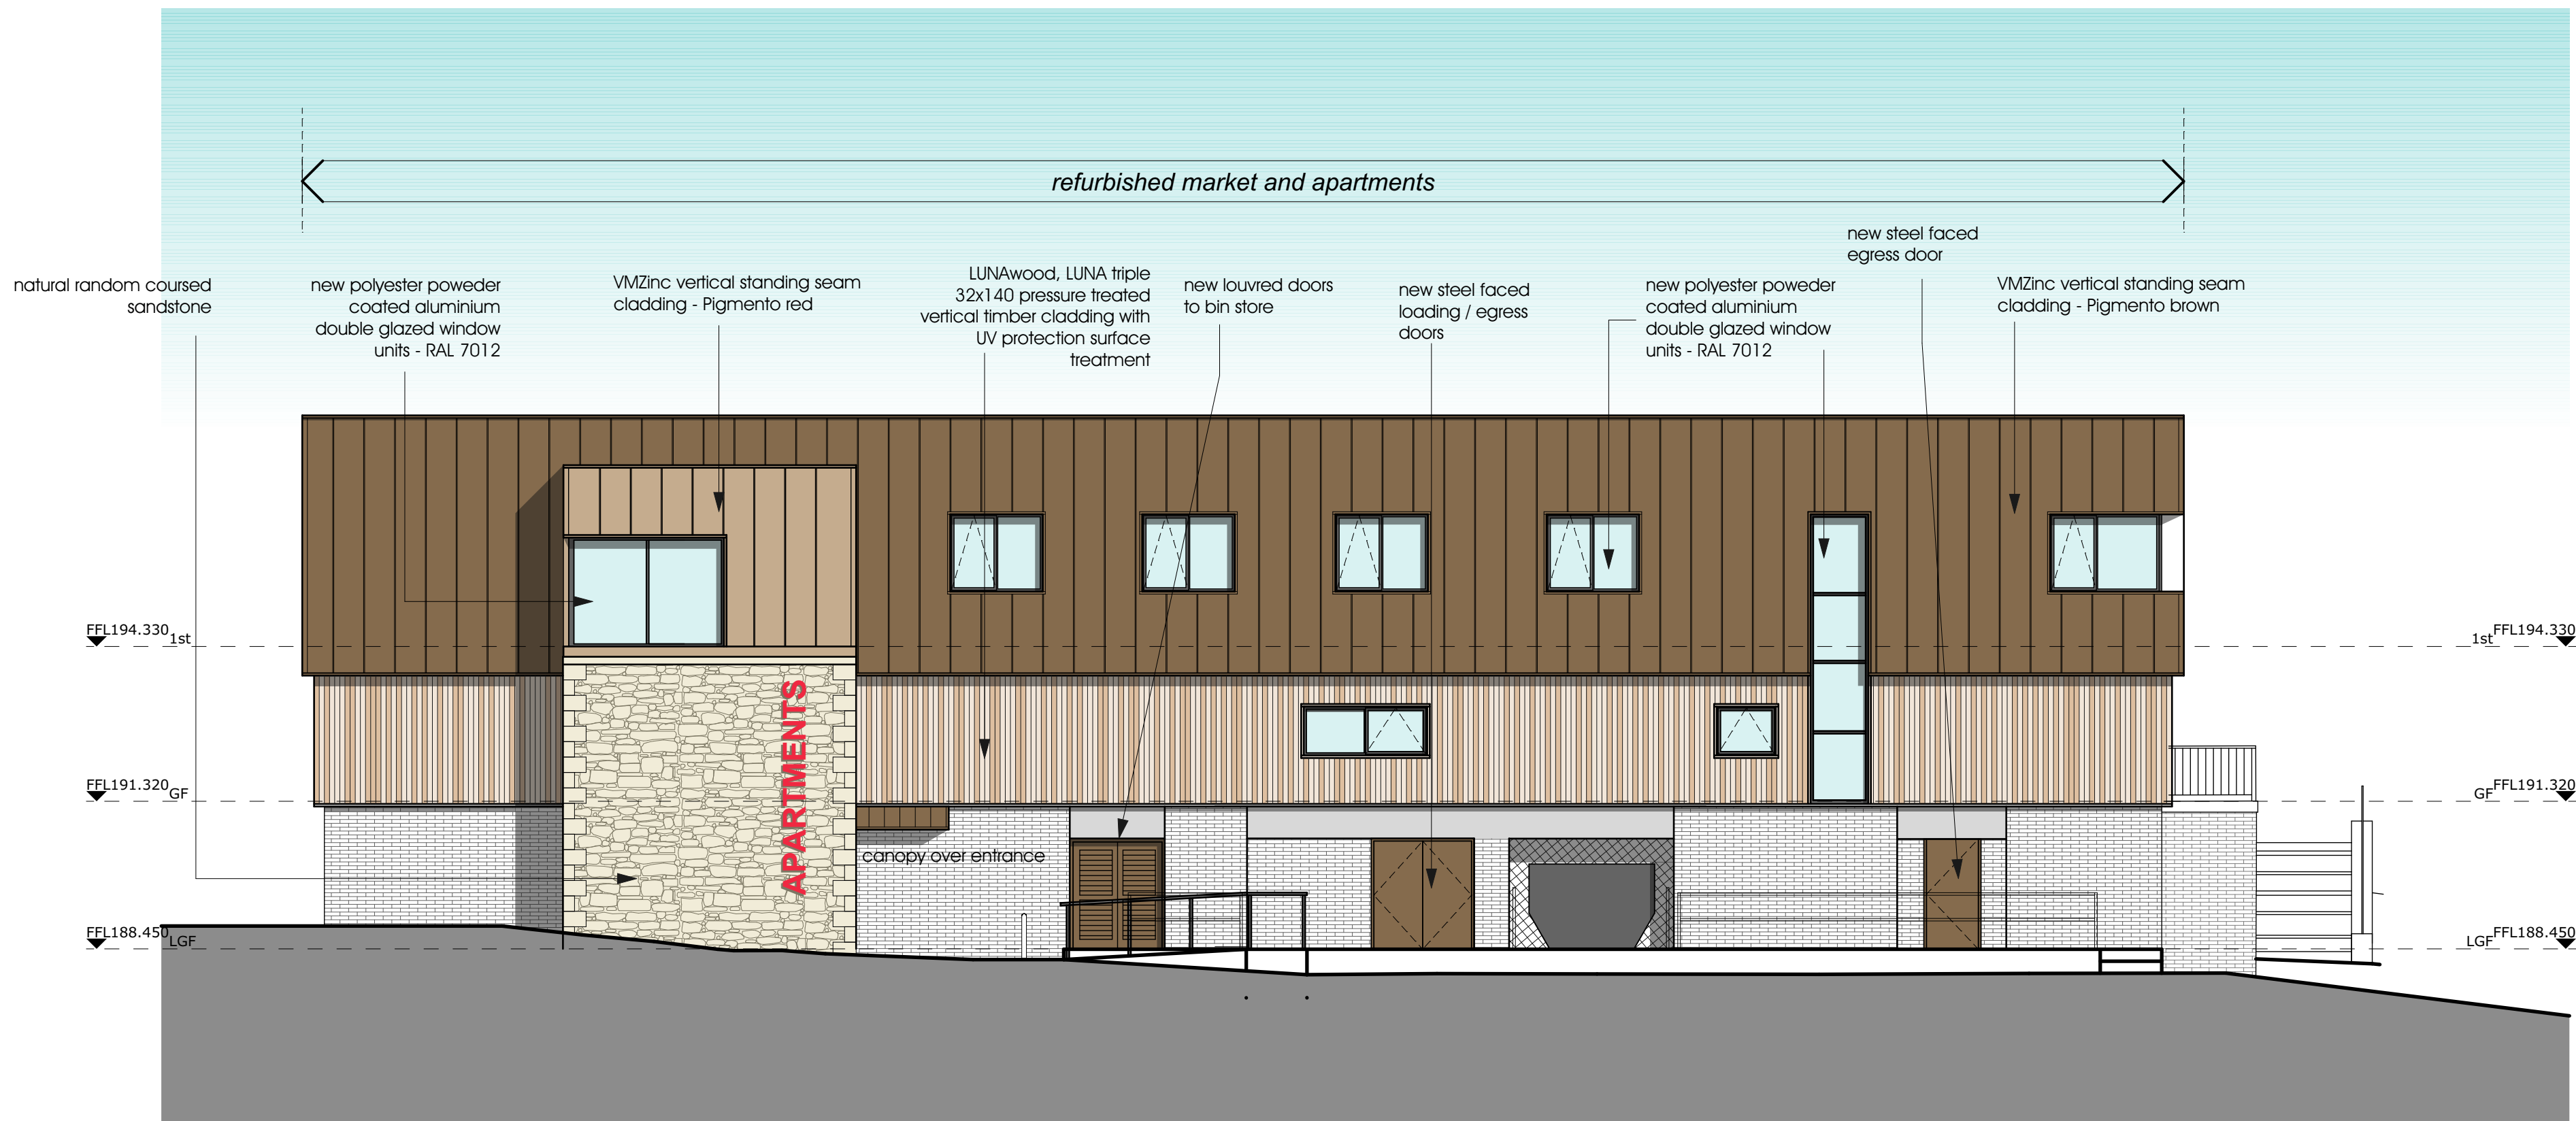 refurbished market and apartments
natural random coursed
sandstone
new polyester poweder
coated aluminium
double glazed window
units - RAL 7012
VMZinc vertical standing seam
cladding - Pigmento red
LUNAwood, LUNA triple
32x140 pressure treated
vertical timber cladding with
UV protection surface
treatment
new louvred doors
to bin store
new steel faced
loading / egress
doors
new polyester poweder
coated aluminium
double glazed window
units - RAL 7012
new steel faced
egress door
VMZinc vertical standing seam
cladding - Pigmento brown
FFL194.330 1st
1st FFL194.330
APARTMENTS
FFL191.320 GF
GF FFL191.320
canopy over entrance
FFL188.450 LGF
LGF FFL188.450